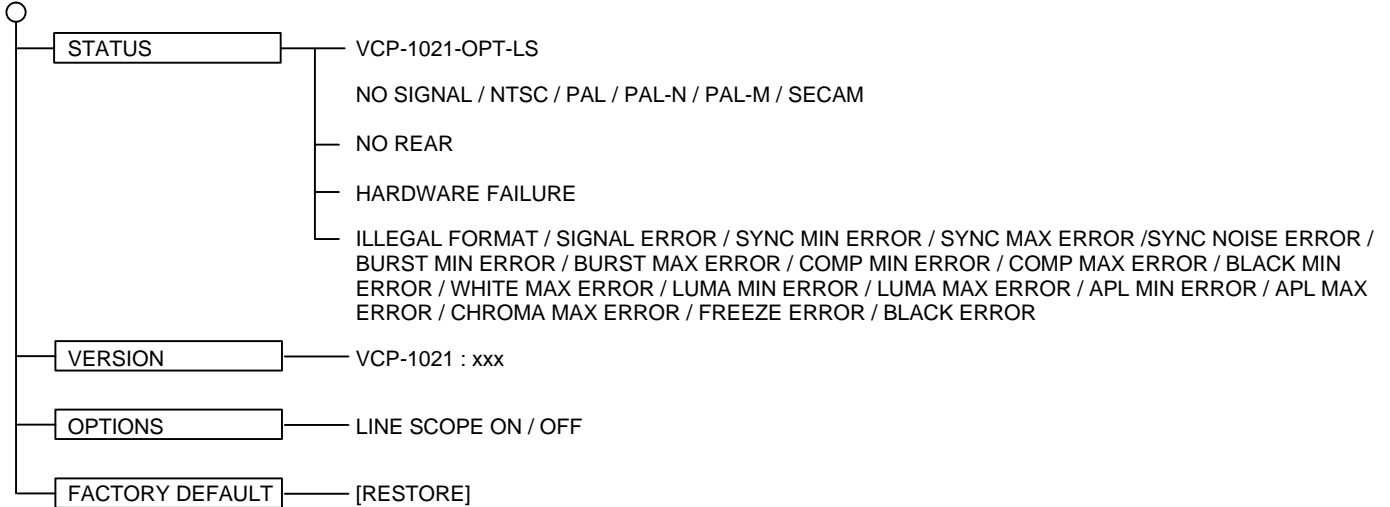 STATUS
VCP-1021-OPT-LS
NO SIGNAL / NTSC / PAL / PAL-N / PAL-M / SECAM
NO REAR
HARDWARE FAILURE
ILLEGAL FORMAT / SIGNAL ERROR / SYNC MIN ERROR / SYNC MAX ERROR /SYNC NOISE ERROR /
BURST MIN ERROR / BURST MAX ERROR / COMP MIN ERROR / COMP MAX ERROR / BLACK MIN
ERROR / WHITE MAX ERROR / LUMA MIN ERROR / LUMA MAX ERROR / APL MIN ERROR / APL MAX
ERROR / CHROMA MAX ERROR / FREEZE ERROR / BLACK ERROR
VERSION
VCP-1021 : xxx
OPTIONS
LINE SCOPE ON / OFF
FACTORY DEFAULT
[RESTORE]